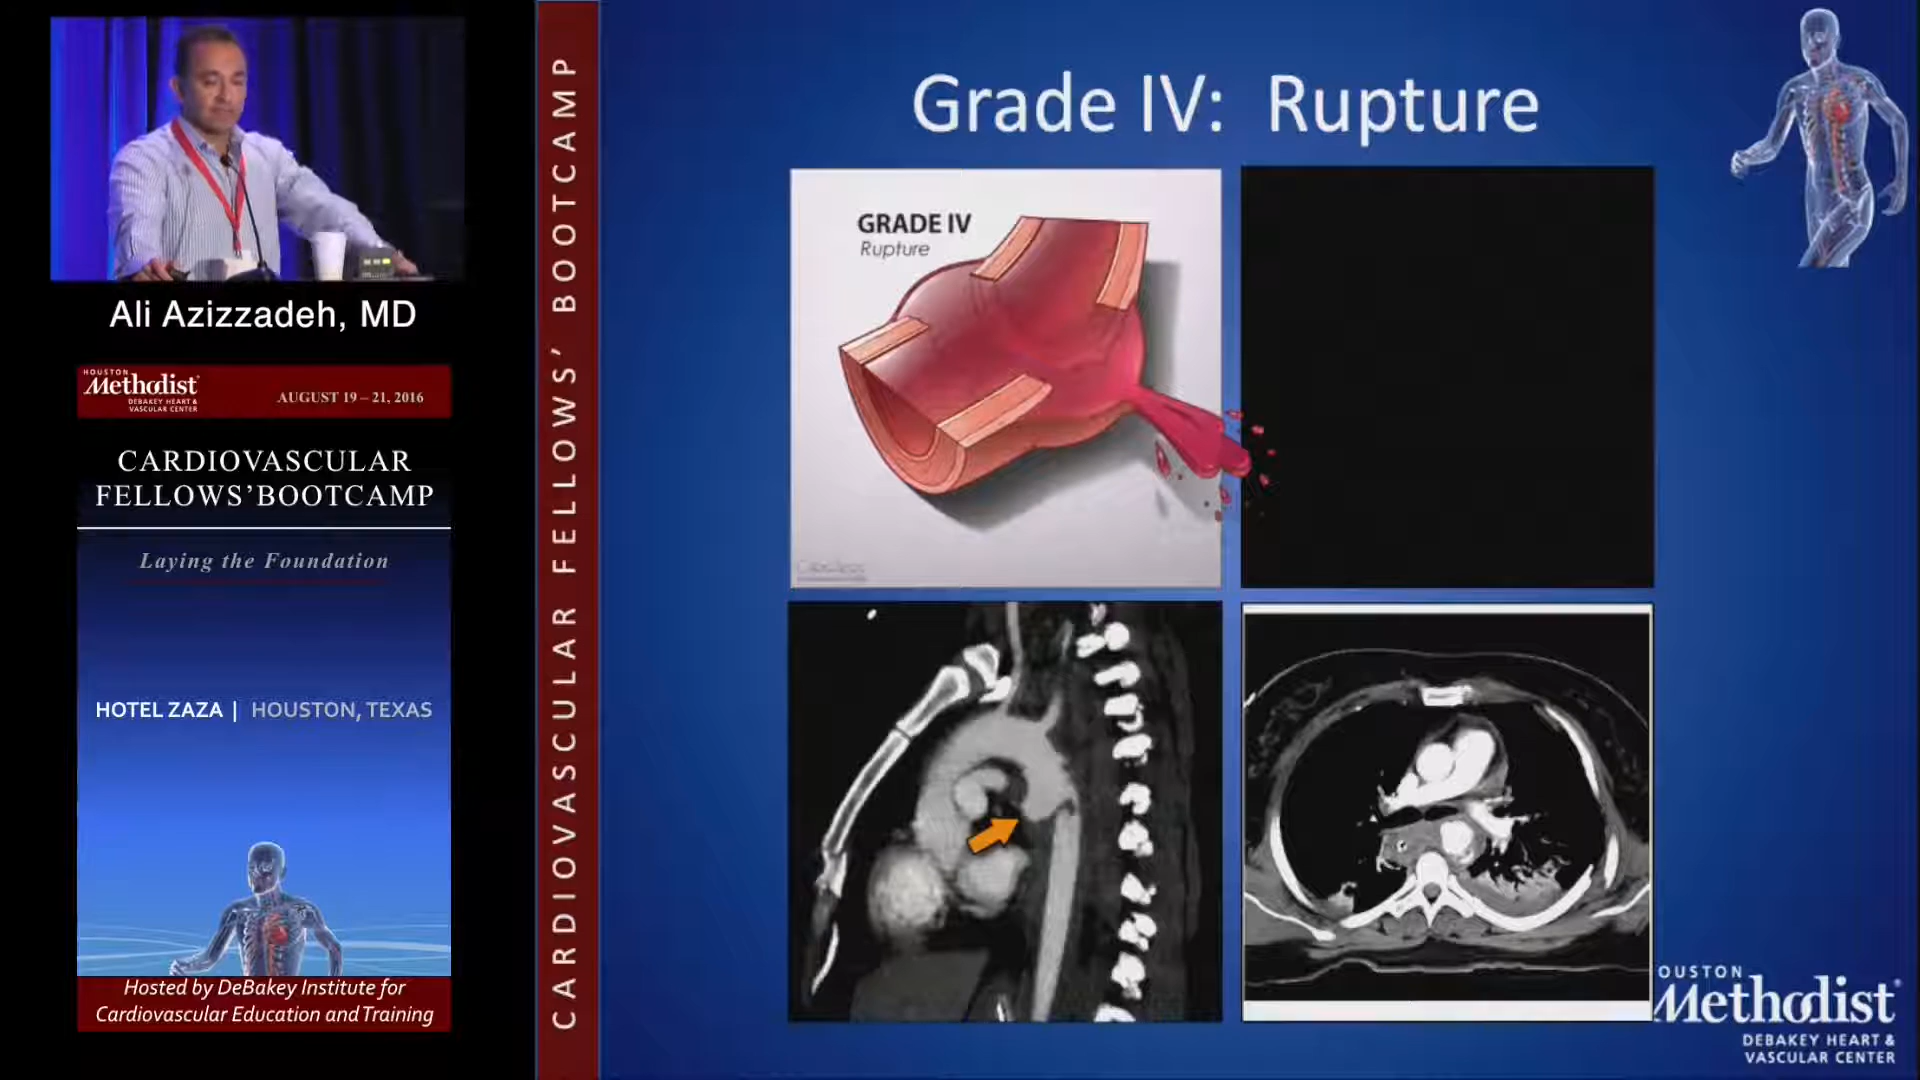 Ali Azizzadeh, MD
HOUSTON
Methodist
DEBAKEY HEART &
VASCULAR CENTER
AUGUST 19 – 21, 2016
CARDIOVASCULAR
FELLOWS' BOOTCAMP
Laying the Foundation
HOTEL ZAZA | HOUSTON, TEXAS
Hosted by DeBakey Institute for
Cardiovascular Education and Training
CARDIOVASCULAR FELLOWS' BOOTCAMP
Grade IV: Rupture
GRADE IV
Rupture
OUSTON
Methodist
DEBAKEY HEART &
VASCULAR CENTER